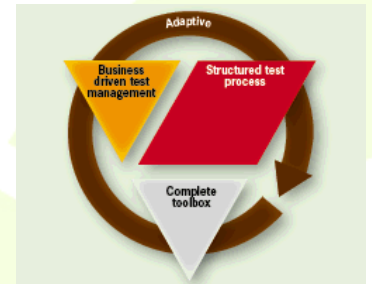 Adaptive
Business
driven test
management
Structured test
process
Complete
toolbox